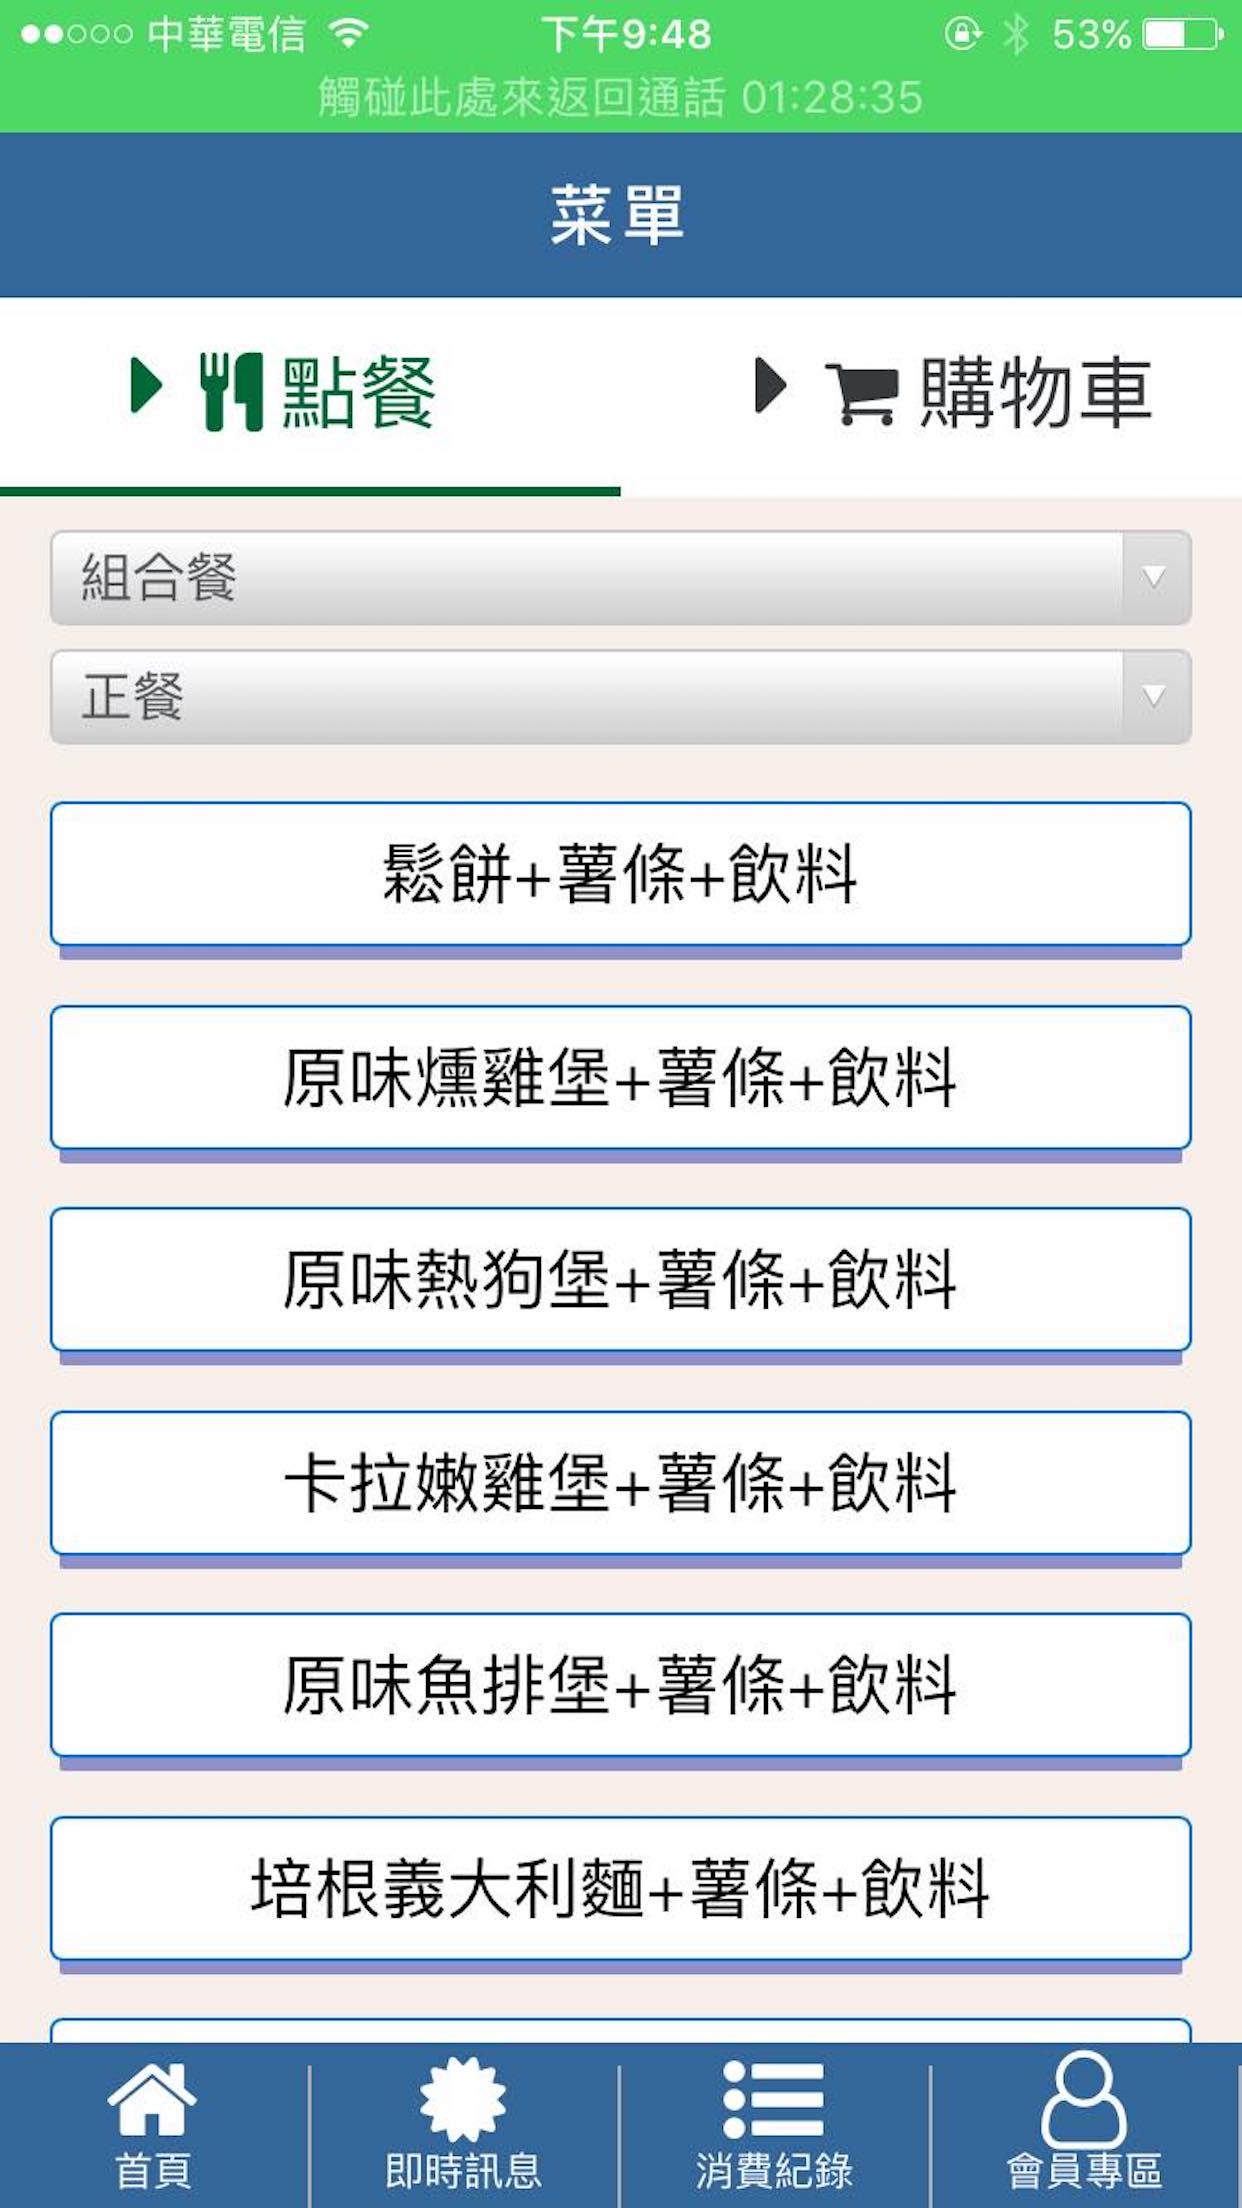 中華電信 下午9:48 53%
觸碰此處來返回通話 01:28:35
菜單
點餐 購物車
組合餐
正餐
鬆餅+薯條+飲料
原味燻雞堡+薯條+飲料
原味熱狗堡+薯條+飲料
卡拉嫩雞堡+薯條+飲料
原味魚排堡+薯條+飲料
培根義大利麵+薯條+飲料
首頁 即時訊息 消費紀錄 會員專區